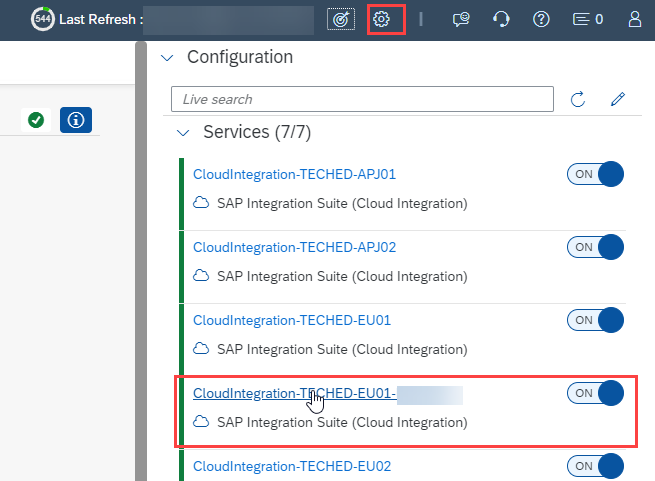 544 Last Refresh : 0
Configuration
Live search
Services (7/7)
CloudIntegration-TECHED-APJ01 ON
SAP Integration Suite (Cloud Integration)
CloudIntegration-TECHED-APJ02 ON
SAP Integration Suite (Cloud Integration)
CloudIntegration-TECHED-EU01 ON
SAP Integration Suite (Cloud Integration)
CloudIntegration-TECHED-EU01- ON
SAP Integration Suite (Cloud Integration)
CloudIntegration-TECHED-EU02 ON